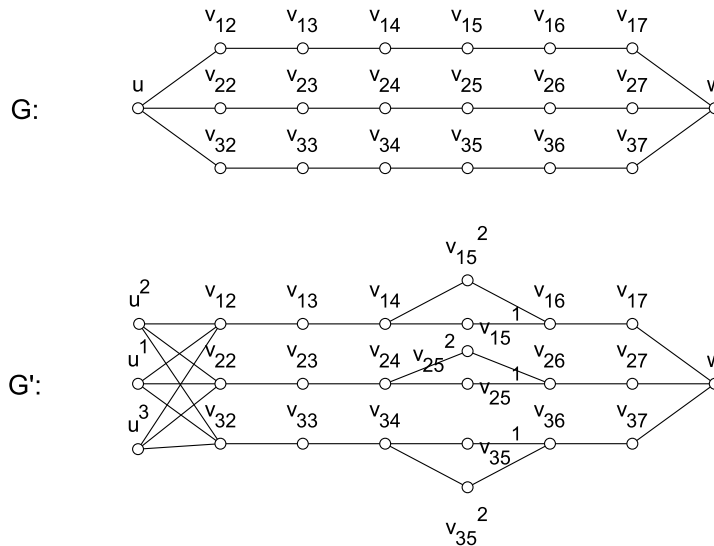 v12 v13 v14 v15 v16 v17
u v22 v23 v24 v25 v26 v27
G:
v32 v33 v34 v35 v36 v37
v15 2
u2 v12 v13 v14 v16 v17
v15 1
u1 v22 v23 v24 v25 2 v26 v27
G':
v25 1
u3 v32 v33 v34 v36 v37
v35 1
v35 2